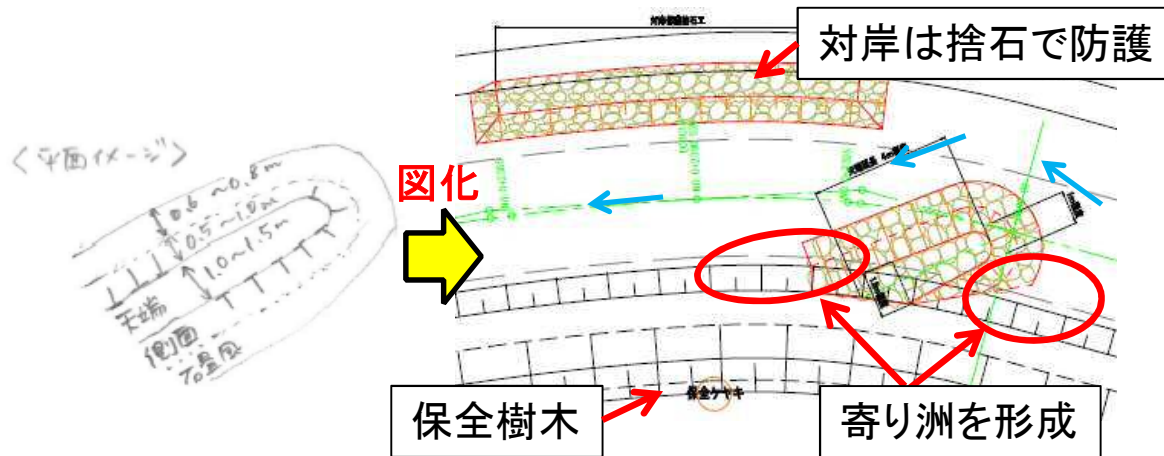 <平面イメージ>
0.6~0.8m
0.5~1.0m
1.0~1.5m
天端
側面
石畳風
図化
対岸は捨石で防護
保全樹木
保全ケヤキ
寄り洲を形成